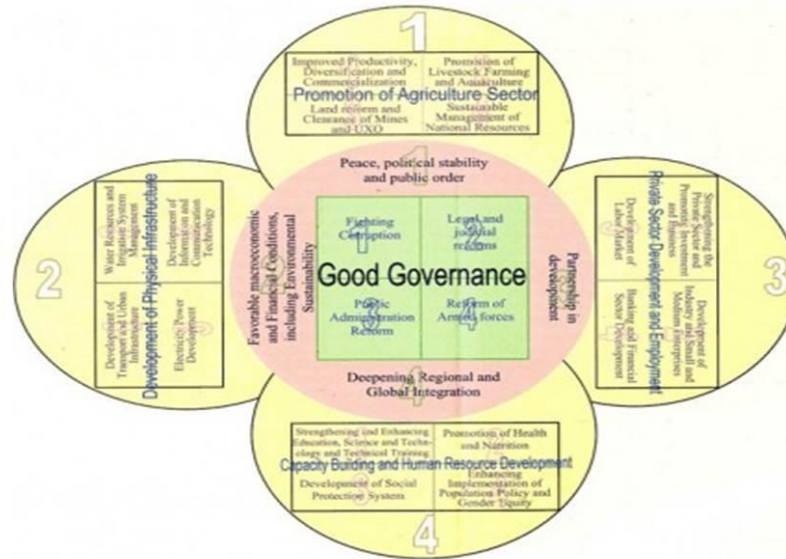 1
Improved Productivity,
Diversification and
Commercialization
Promotion of
Livestock Farming
and Aquaculture
Promotion of Agriculture Sector
Land reform and
Clearance of Mines
and UXO
Sustainable
Management of
National Resources
1
Peace, political stability
and public order
2
Water Resources and
Irrigation System
Management
Development of
Information and
Communication
Technology
Development of Physical Infrastructure
Development of
Transport and Urban
Infrastructure
Electricity Power
Development
Favorable macroeconomic
and Financial Conditions,
including Environmental
Sustainability
Fighting
Corruption
1
Legal and
judicial
reforms
2
Good Governance
Public
Administration
Reform
3
Reform of
Armed forces
4
Partnership in
development
Strengthening the
Private Sector and
Promoting Investment
and Business
Development of
Labor Market
Private Sector Development and Employment
Development of
Industry and Small and
Medium Enterprises
Banking and Financial
Sector Development
3
Deepening Regional and
Global Integration
4
Strengthening and Enhancing
Education, Science and Tech-
nology and Technical Training
Promotion of Health
and Nutrition
Capacity Building and Human Resource Development
Development of Social
Protection System
Enhancing
Implementation of
Population Policy and
Gender Equity
4